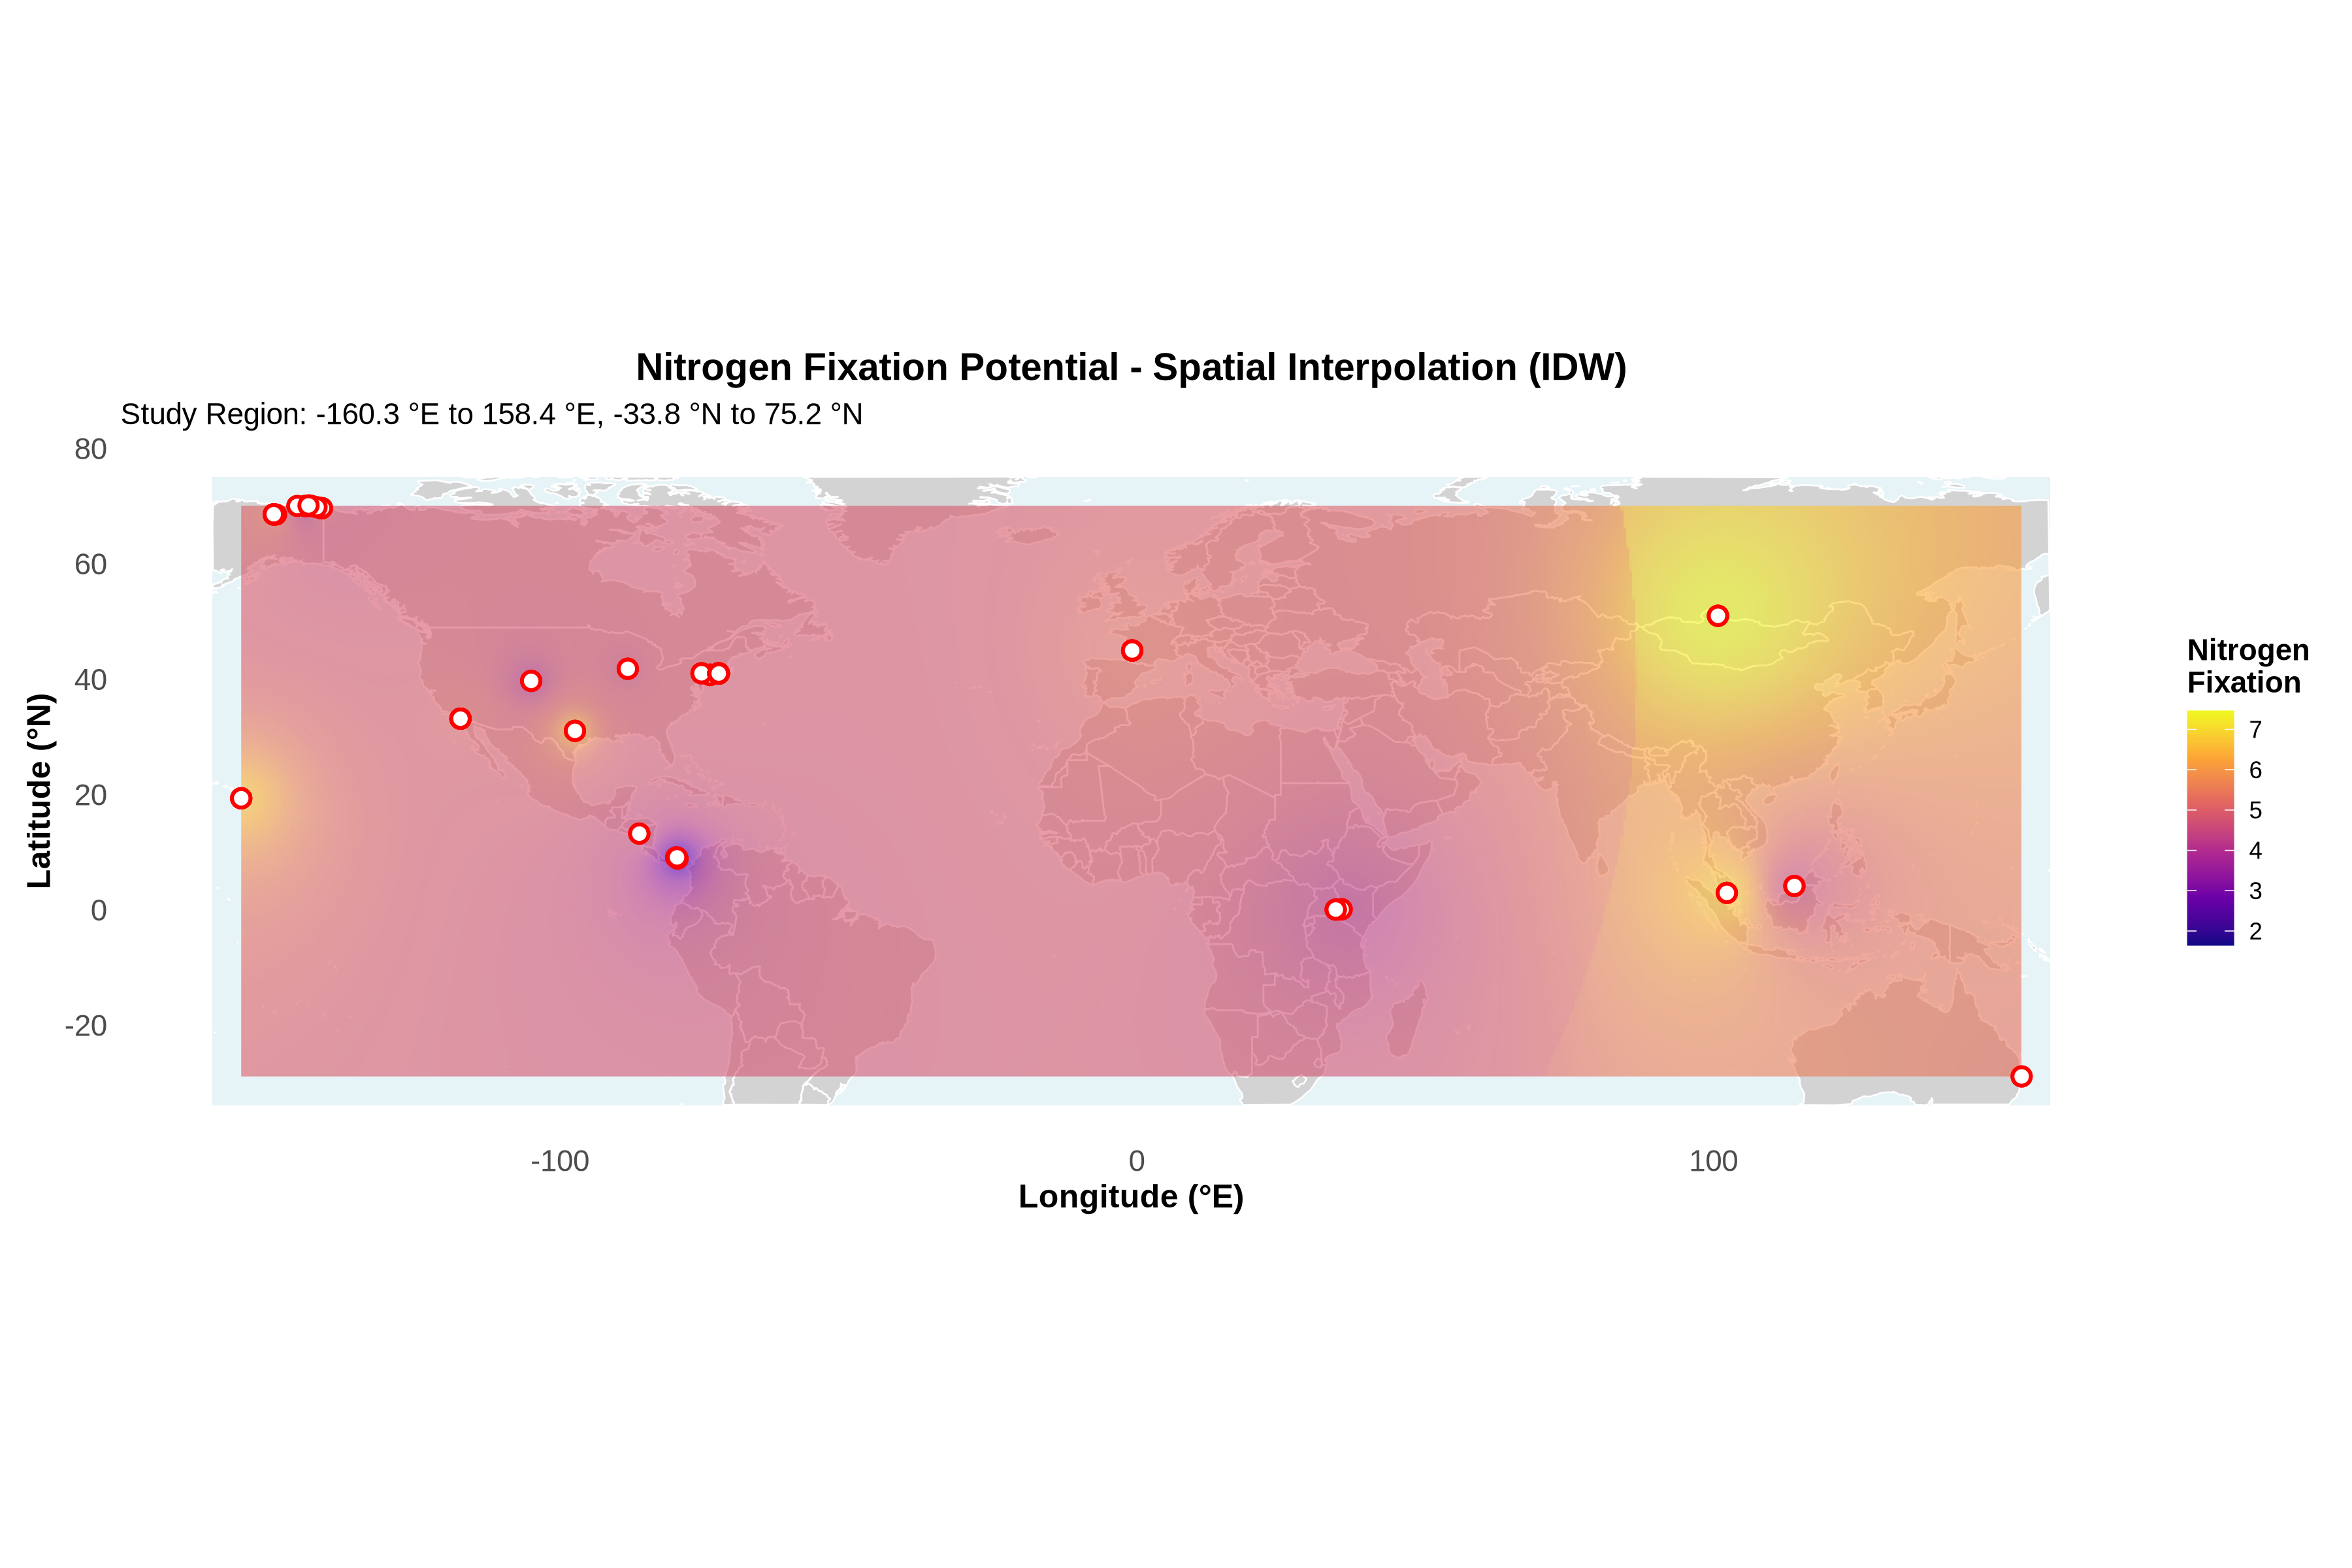 Nitrogen Fixation Potential - Spatial Interpolation (IDW)
Study Region: -160.3 °E to 158.4 °E, -33.8 °N to 75.2 °N
80
60
40
20
0
-20
Latitude (°N)
-100
0
100
Longitude (°E)
Nitrogen
Fixation
7
6
5
4
3
2